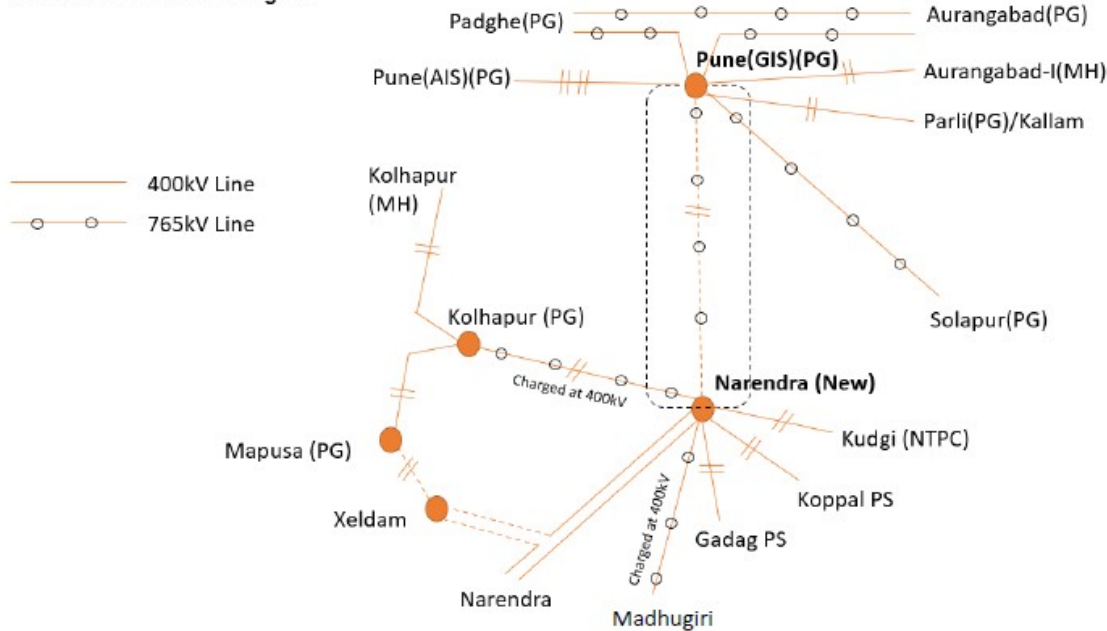 Padghe(PG)
Aurangabad(PG)
Pune(GIS)(PG)
Pune(AIS)(PG)
Aurangabad-I(MH)
Parli(PG)/Kallam
400kV Line
765kV Line
Kolhapur
(MH)
Solapur(PG)
Kolhapur (PG)
Charged at 400kV
Narendra (New)
Kudgi (NTPC)
Mapusa (PG)
Koppal PS
Xeldam
Gadag PS
Charged at 400kV
Narendra
Madhugiri